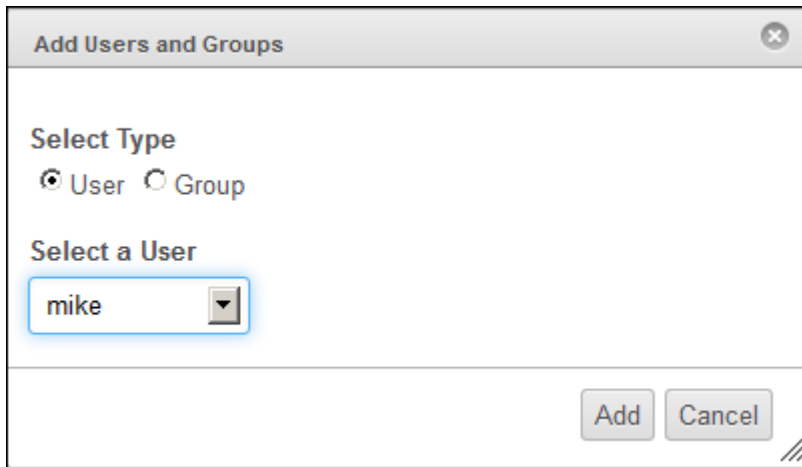 Add Users and Groups
Select Type
User Group
Select a User
mike
Add Cancel